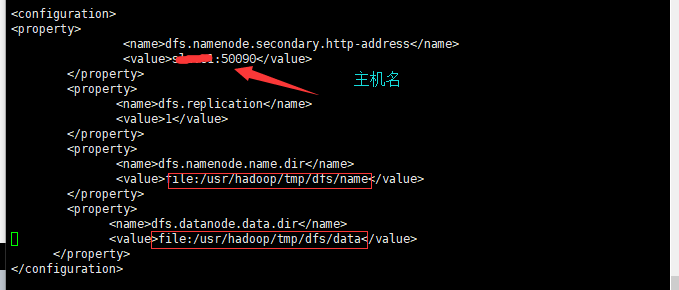 <configuration>
<property>
<name>dfs.namenode.secondary.http-address</name>
<value>1:50090</value>
</property>
主机名
<property>
<name>dfs.replication</name>
<value>1</value>
</property>
<property>
<name>dfs.namenode.name.dir</name>
<value>file:/usr/hadoop/tmp/dfs/name</value>
</property>
<property>
<name>dfs.datanode.data.dir</name>
<value>file:/usr/hadoop/tmp/dfs/data</value>
</property>
</configuration>